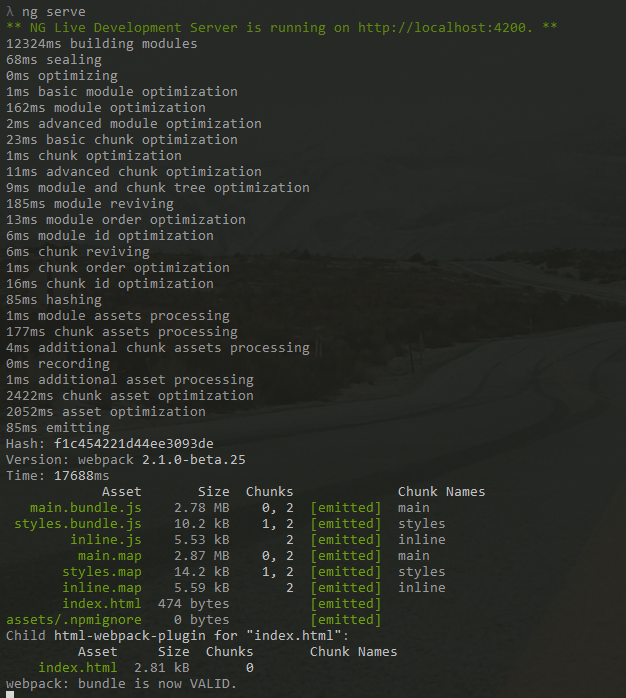 λ ng serve
** NG Live Development Server is running on http://localhost:4200. **
12324ms building modules
68ms sealing
0ms optimizing
1ms basic module optimization
162ms module optimization
2ms advanced module optimization
23ms basic chunk optimization
1ms chunk optimization
11ms advanced chunk optimization
9ms module and chunk tree optimization
185ms module reviving
13ms module order optimization
6ms module id optimization
6ms chunk reviving
1ms chunk order optimization
16ms chunk id optimization
85ms hashing
1ms module assets processing
177ms chunk assets processing
4ms additional chunk assets processing
0ms recording
1ms additional asset processing
2422ms chunk asset optimization
2052ms asset optimization
85ms emitting
Hash: f1c454221d44ee3093de
Version: webpack 2.1.0-beta.25
Time: 17688ms
Asset Size Chunks Chunk Names
main.bundle.js 2.78 MB 0, 2 [emitted] main
styles.bundle.js 10.2 kB 1, 2 [emitted] styles
inline.js 5.53 kB 2 [emitted] inline
main.map 2.87 MB 0, 2 [emitted] main
styles.map 14.2 kB 1, 2 [emitted] styles
inline.map 5.59 kB 2 [emitted] inline
index.html 474 bytes [emitted]
assets/.npmignore 0 bytes [emitted]
Child html-webpack-plugin for "index.html":
Asset Size Chunks Chunk Names
index.html 2.81 kB 0
webpack: bundle is now VALID.